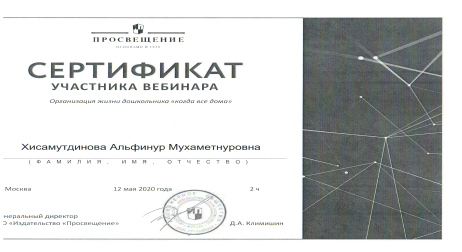 ПРОСВЕЩЕНИЕ
СЕРТИФИКАТ
УЧАСТНИКА ВЕБИНАРА
Организация жизни дошкольника «когда все дома»
Хисамутдинова Альфинур Мухаметнуровна
(ФАМИЛИЯ, ИМЯ, ОТЧЕСТВО)
Москва 12 мая 2020 года 2 ч
неральный директор
О «Издательство «Просвещение» Д.А. Климишин